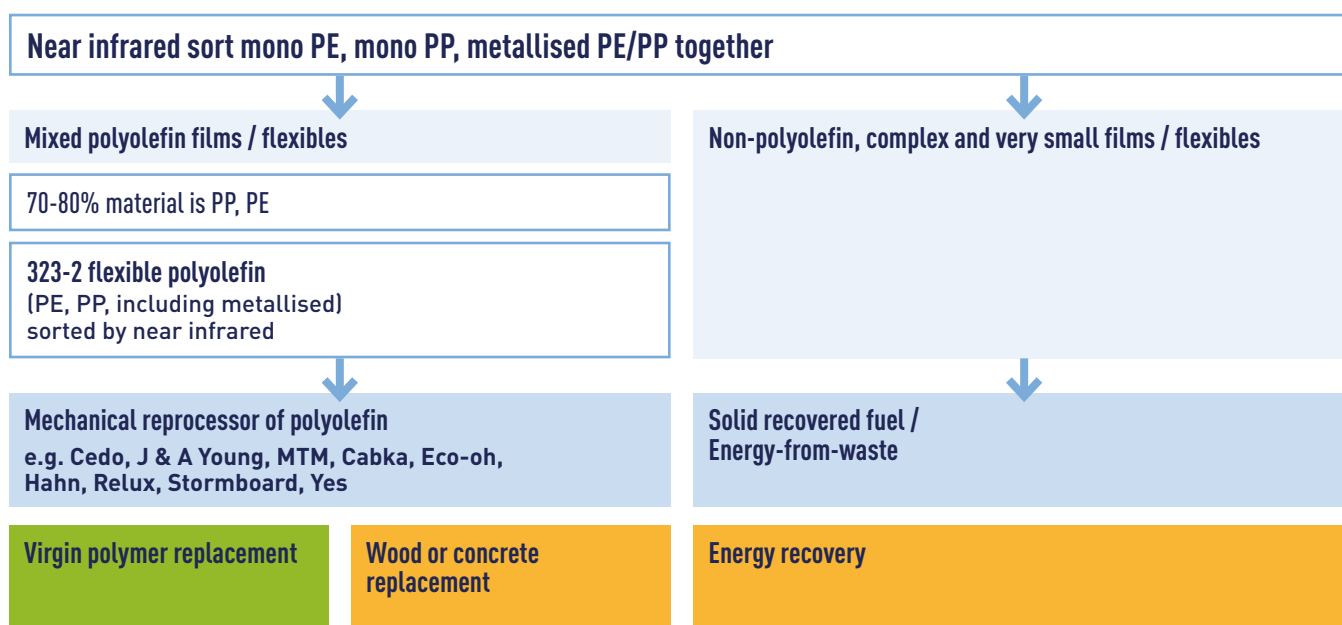 Near infrared sort mono PE, mono PP, metallised PE/PP together
Mixed polyolefin films / flexibles
70-80% material is PP, PE
323-2 flexible polyolefin
(PE, PP, including metallised)
sorted by near infrared
Mechanical reprocessor of polyolefin
e.g. Cedo, J & A Young, MTM, Cabka, Eco-oh,
Hahn, Relux, Stormboard, Yes
Virgin polymer replacement
Wood or concrete
replacement
Non-polyolefin, complex and very small films / flexibles
Solid recovered fuel /
Energy-from-waste
Energy recovery